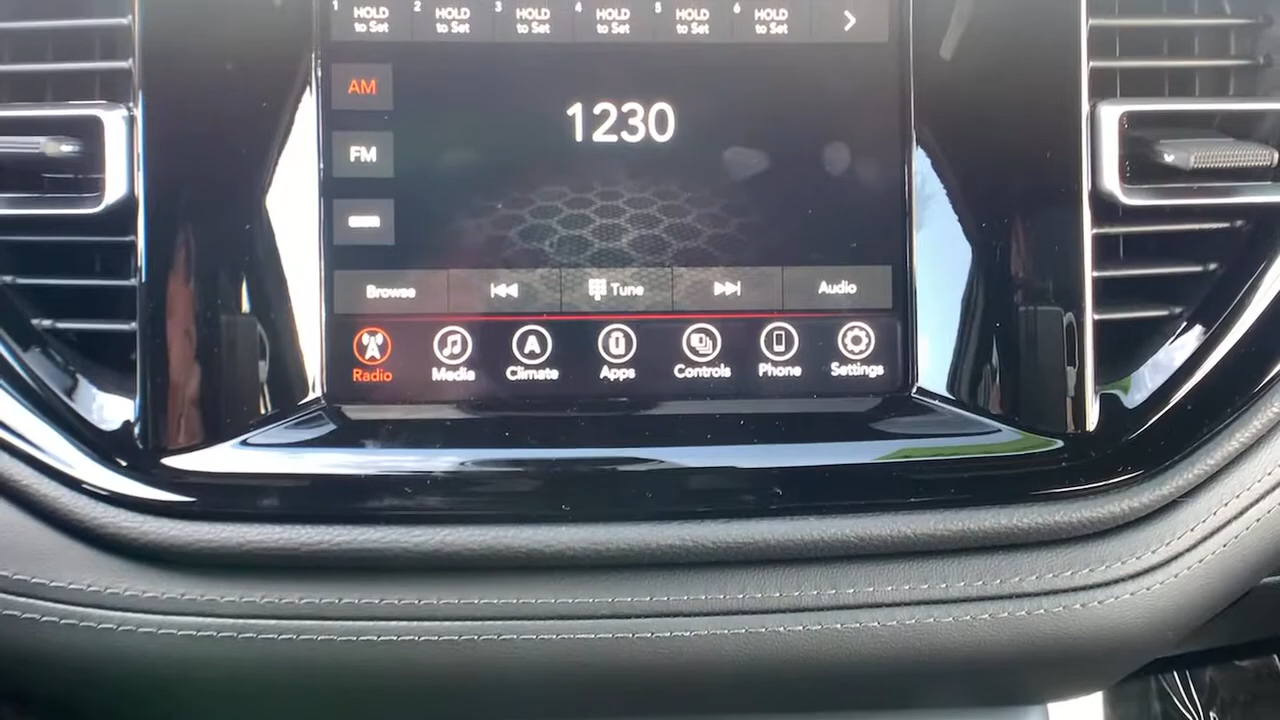 1 HOLD to Set 2 HOLD to Set 3 HOLD to Set 4 HOLD to Set 5 HOLD to Set 6 HOLD to Set
AM
1230
FM
Browse Tune Audio
Radio Media Climate Apps Controls Phone Settings